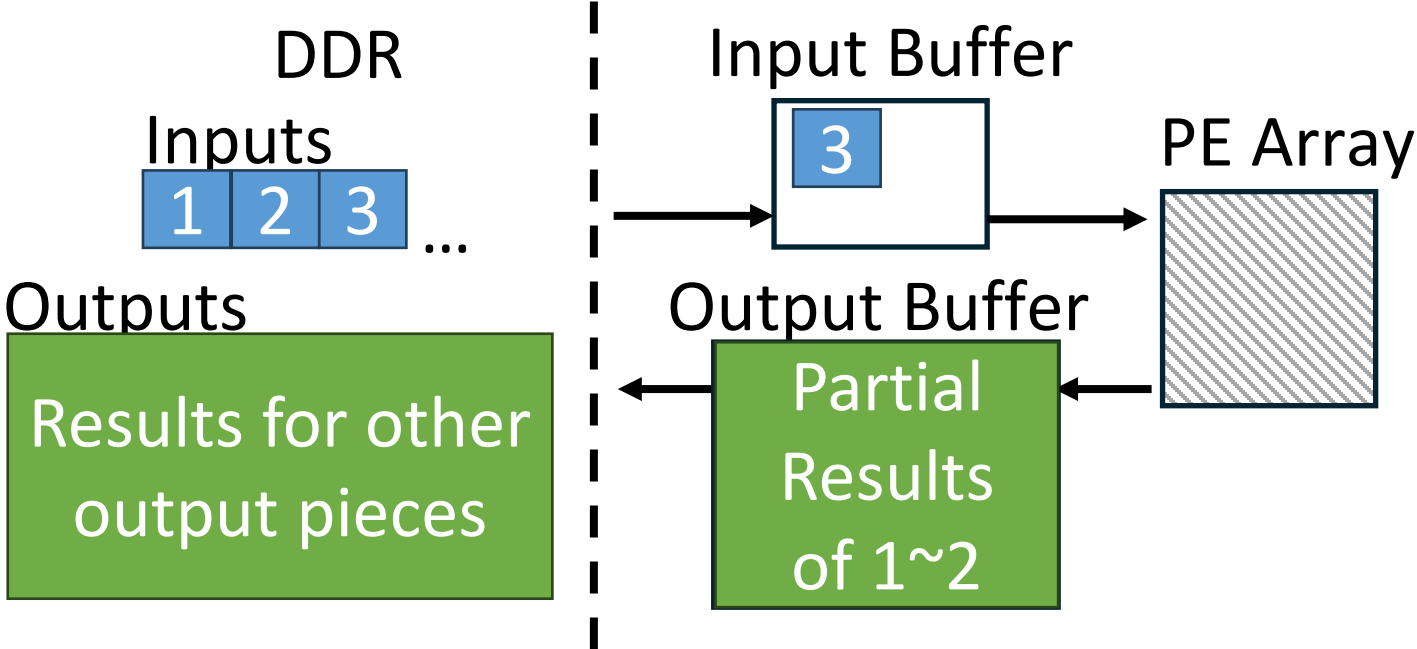 DDR
Inputs
1 2 3 ...
Outputs
Results for other
output pieces
Input Buffer
3
PE Array
Output Buffer
Partial
Results
of 1~2